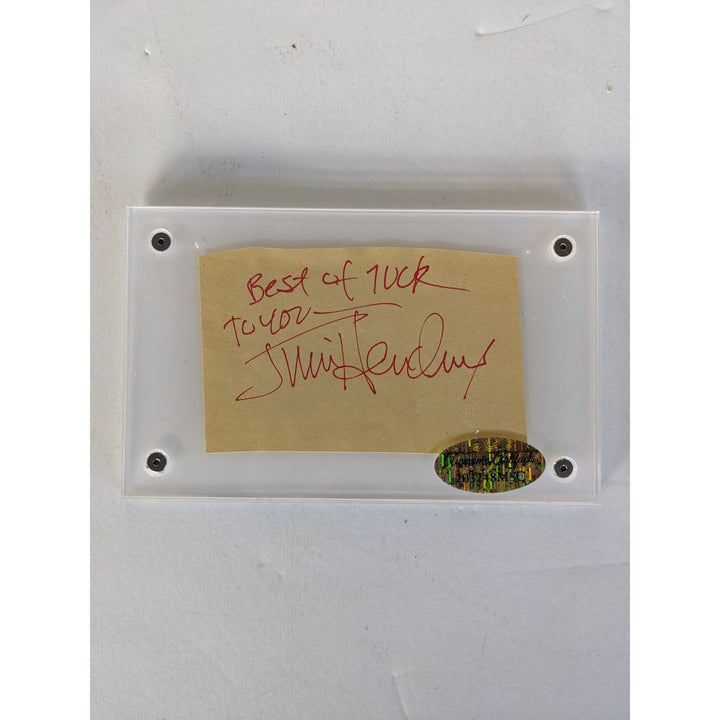 Best of luck
to you
Jimi Hendrix